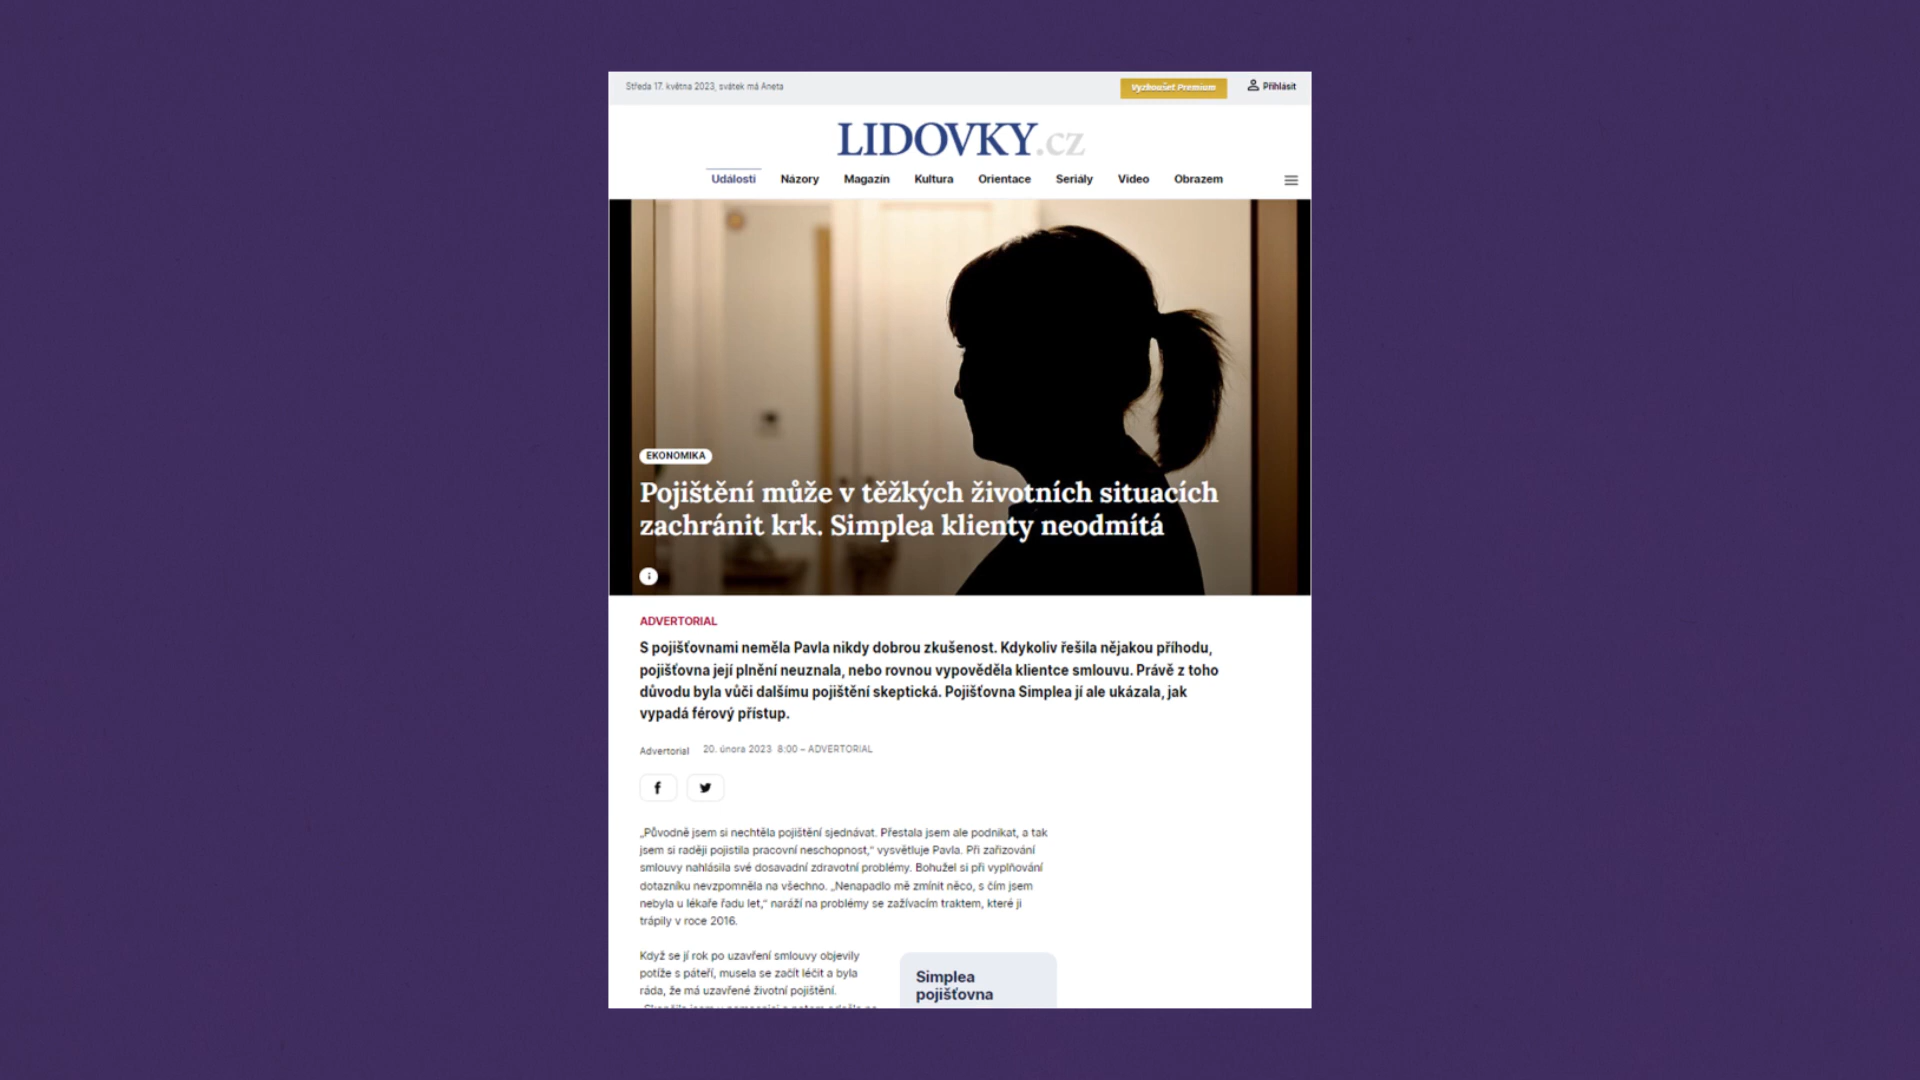 Středa 17. května 2023, svátek má Aneta
Vyzkoušet Premium
Přihlásit
LIDOVKY.cz
Události Názory Magazín Kultura Orientace Seriály Video Obrazem
EKONOMIKA
Pojištění může v těžkých životních situacích
zachránit krk. Simplea klienty neodmítá
i
ADVERTORIAL
S pojišťovnami neměla Pavla nikdy dobrou zkušenost. Kdykoliv řešila nějakou příhodu,
pojišťovna její plnění neuznala, nebo rovnou vypověděla klientce smlouvu. Právě z toho
důvodu byla vůči dalšímu pojištění skeptická. Pojišťovna Simplea jí ale ukázala, jak
vypadá férový přístup.
Advertorial 20. února 2023 8:00 – ADVERTORIAL
„Původně jsem si nechtěla pojištění sjednávat. Přestala jsem ale podnikat, a tak
jsem si raději pojistila pracovní neschopnost,“ vysvětluje Pavla. Při zařizování
smlouvy nahlásila své dosavadní zdravotní problémy. Bohužel si při vyplňování
dotazníku nevzpomněla na všechno. „Nenapadlo mě zmínit něco, s čím jsem
nebyla u lékaře řadu let,“ naráží na problémy se zažívacím traktem, které ji
trápily v roce 2016.
Když se jí rok po uzavření smlouvy objevily
potíže s páteří, musela se začít léčit a byla
ráda, že má uzavřené životní pojištění.
Simplea
pojišťovna